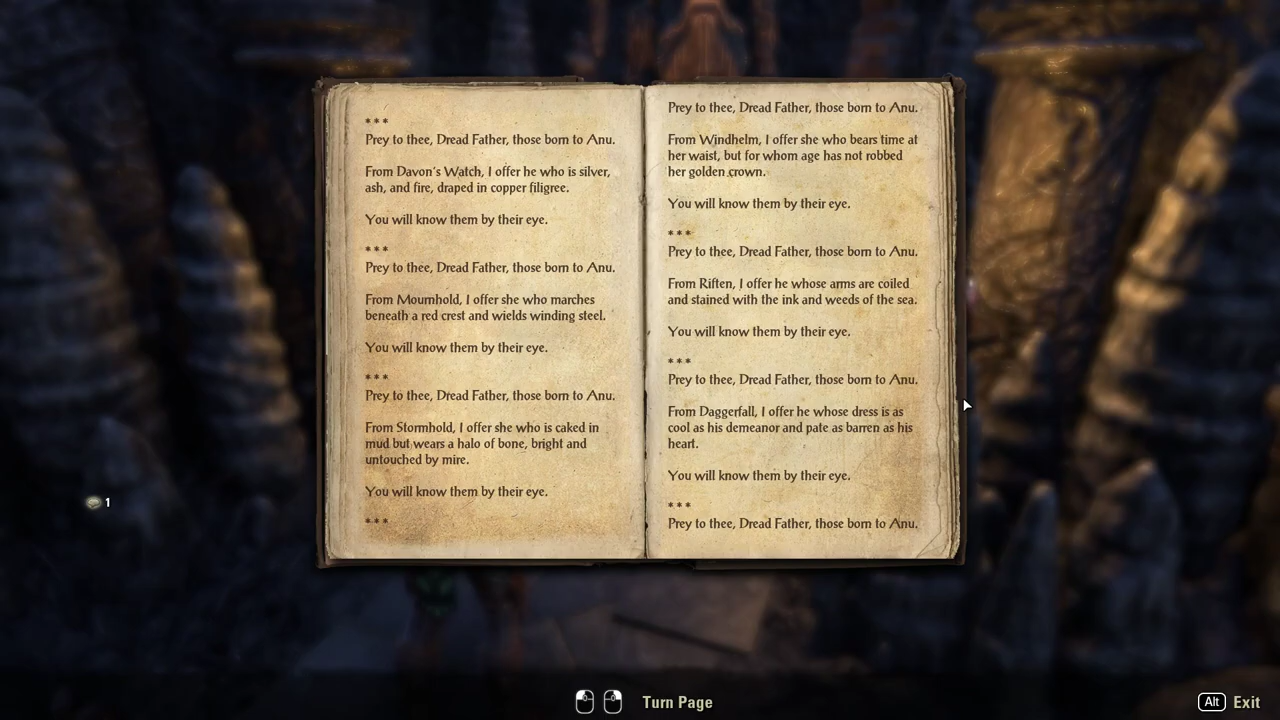 * * *
Prey to thee, Dread Father, those born to Anu.
From Davon's Watch, I offer he who is silver,
ash, and fire, draped in copper filigree.
You will know them by their eye.
* * *
Prey to thee, Dread Father, those born to Anu.
From Mournhold, I offer she who marches
beneath a red crest and wields winding steel.
You will know them by their eye.
* * *
Prey to thee, Dread Father, those born to Anu.
From Stormhold, I offer she who is caked in
mud but wears a halo of bone, bright and
untouched by mire.
You will know them by their eye.
* * *
Prey to thee, Dread Father, those born to Anu.
From Windhelm, I offer she who bears time at
her waist, but for whom age has not robbed
her golden crown.
You will know them by their eye.
* * *
Prey to thee, Dread Father, those born to Anu.
From Riften, I offer he whose arms are coiled
and stained with the ink and weeds of the sea.
You will know them by their eye.
* * *
Prey to thee, Dread Father, those born to Anu.
From Daggerfall, I offer he whose dress is as
cool as his demeanor and pate as barren as his
heart.
You will know them by their eye.
* * *
Prey to thee, Dread Father, those born to Anu.
1
Turn Page
Alt Exit